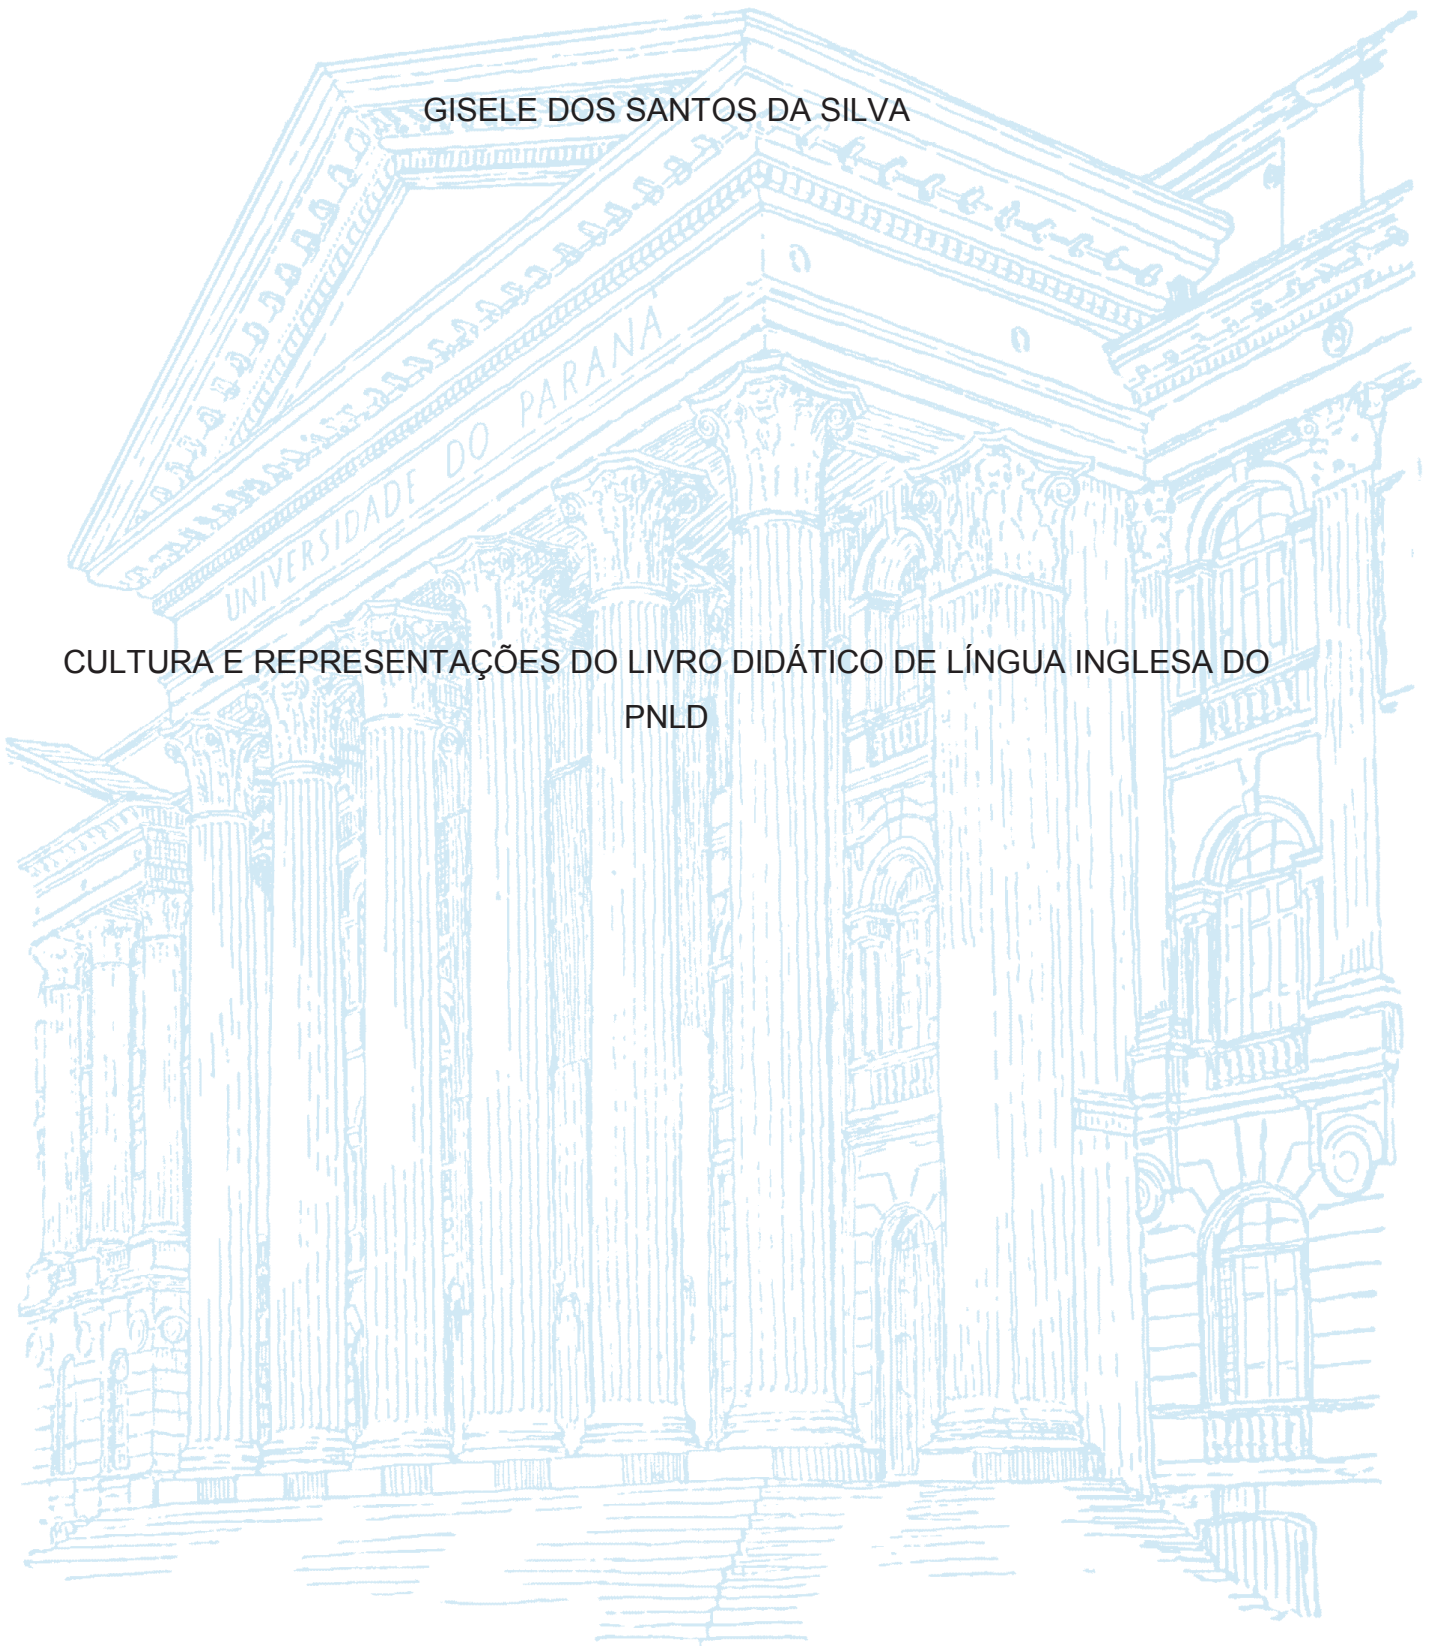 GISELE DOS SANTOS DA SILVA
UNIVERSIDADE DO PARANÁ
CULTURA E REPRESENTAÇÕES DO LIVRO DIDÁTICO DE LÍNGUA INGLESA DO
PNLD